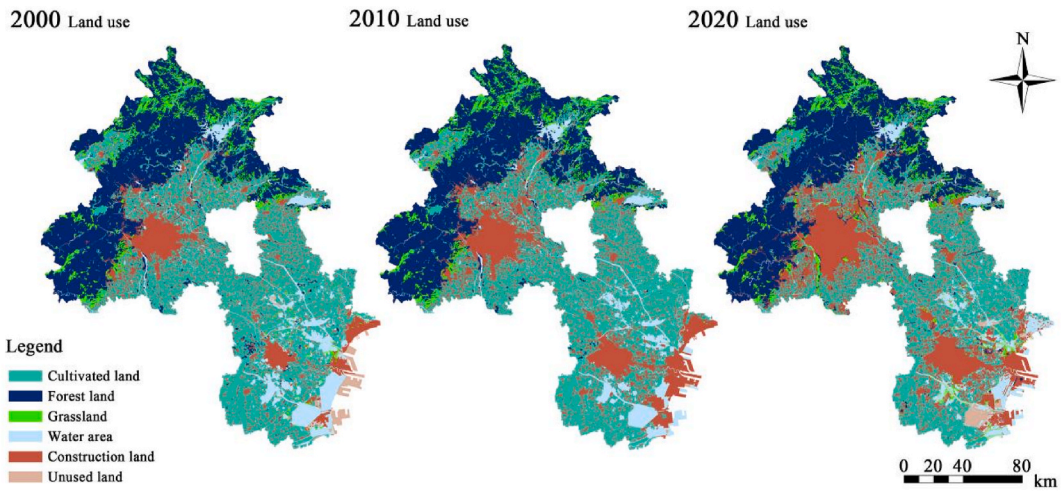 2000 Land use
2010 Land use
2020 Land use
N
Legend
Cultivated land
Forest land
Grassland
Water area
Construction land
Unused land
0 20 40 80
km